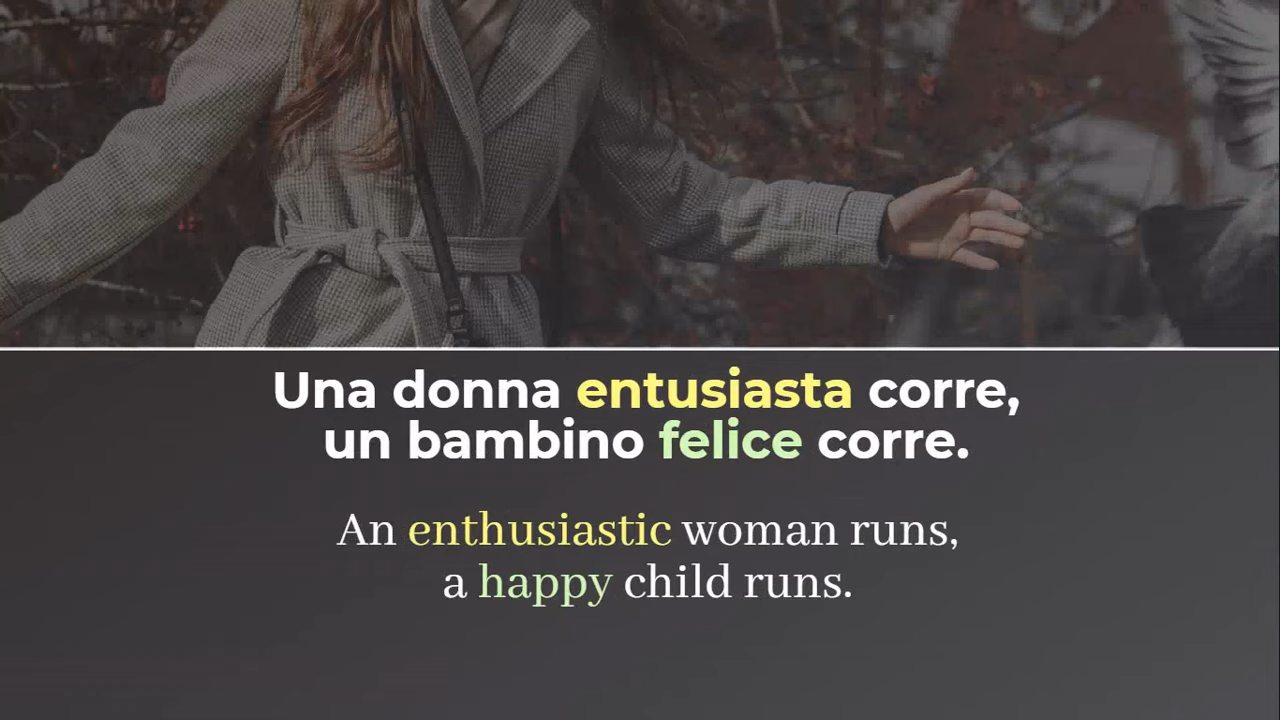 Una donna entusiasta corre,
un bambino felice corre.
An enthusiastic woman runs,
a happy child runs.